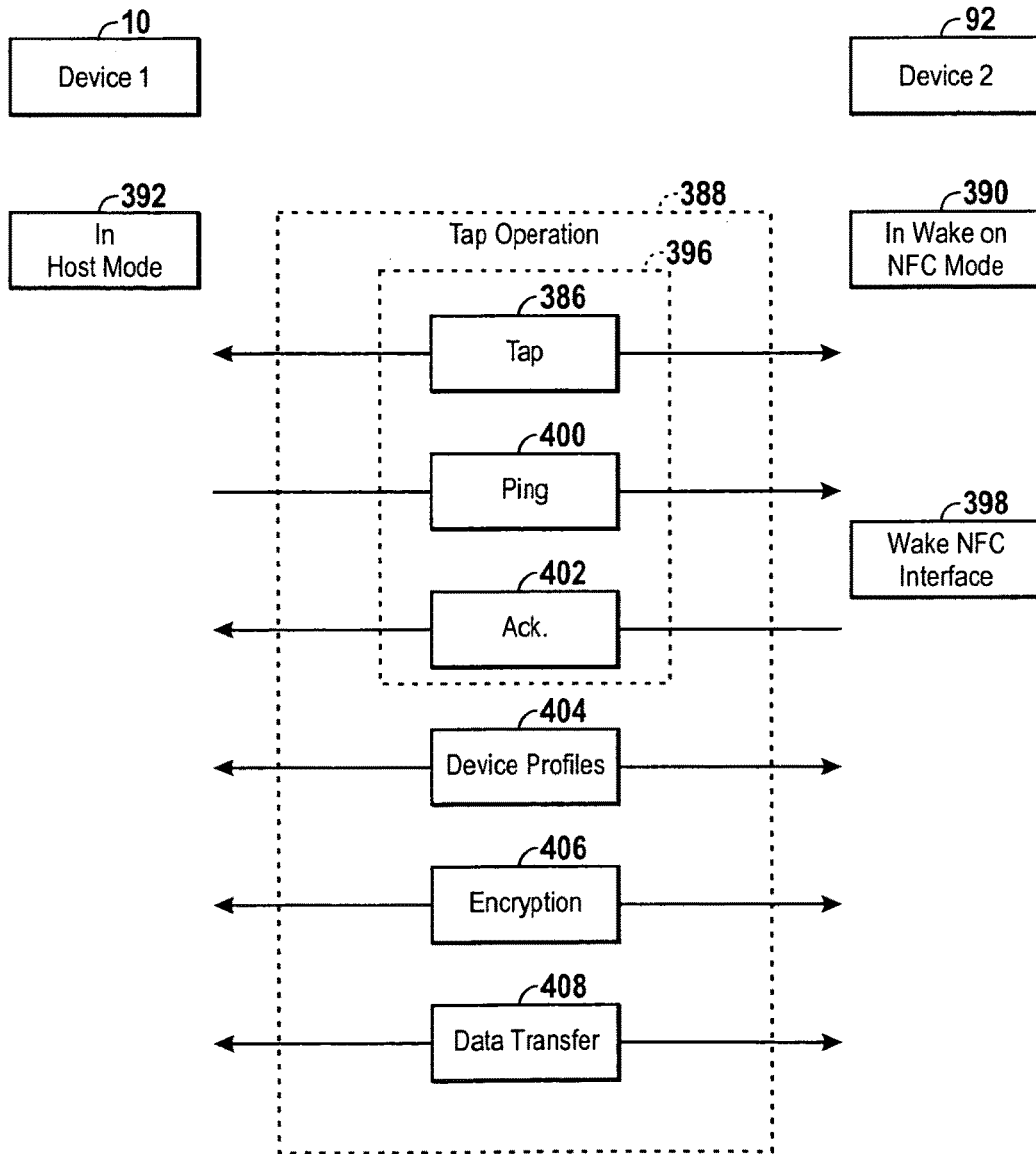 10
92
Device 1
Device 2
392
388
390
In
Host Mode
Tap Operation
In Wake on
NFC Mode
396
386
Tap
400
Ping
398
Wake NFC
Interface
402
Ack.
404
Device Profiles
406
Encryption
408
Data Transfer